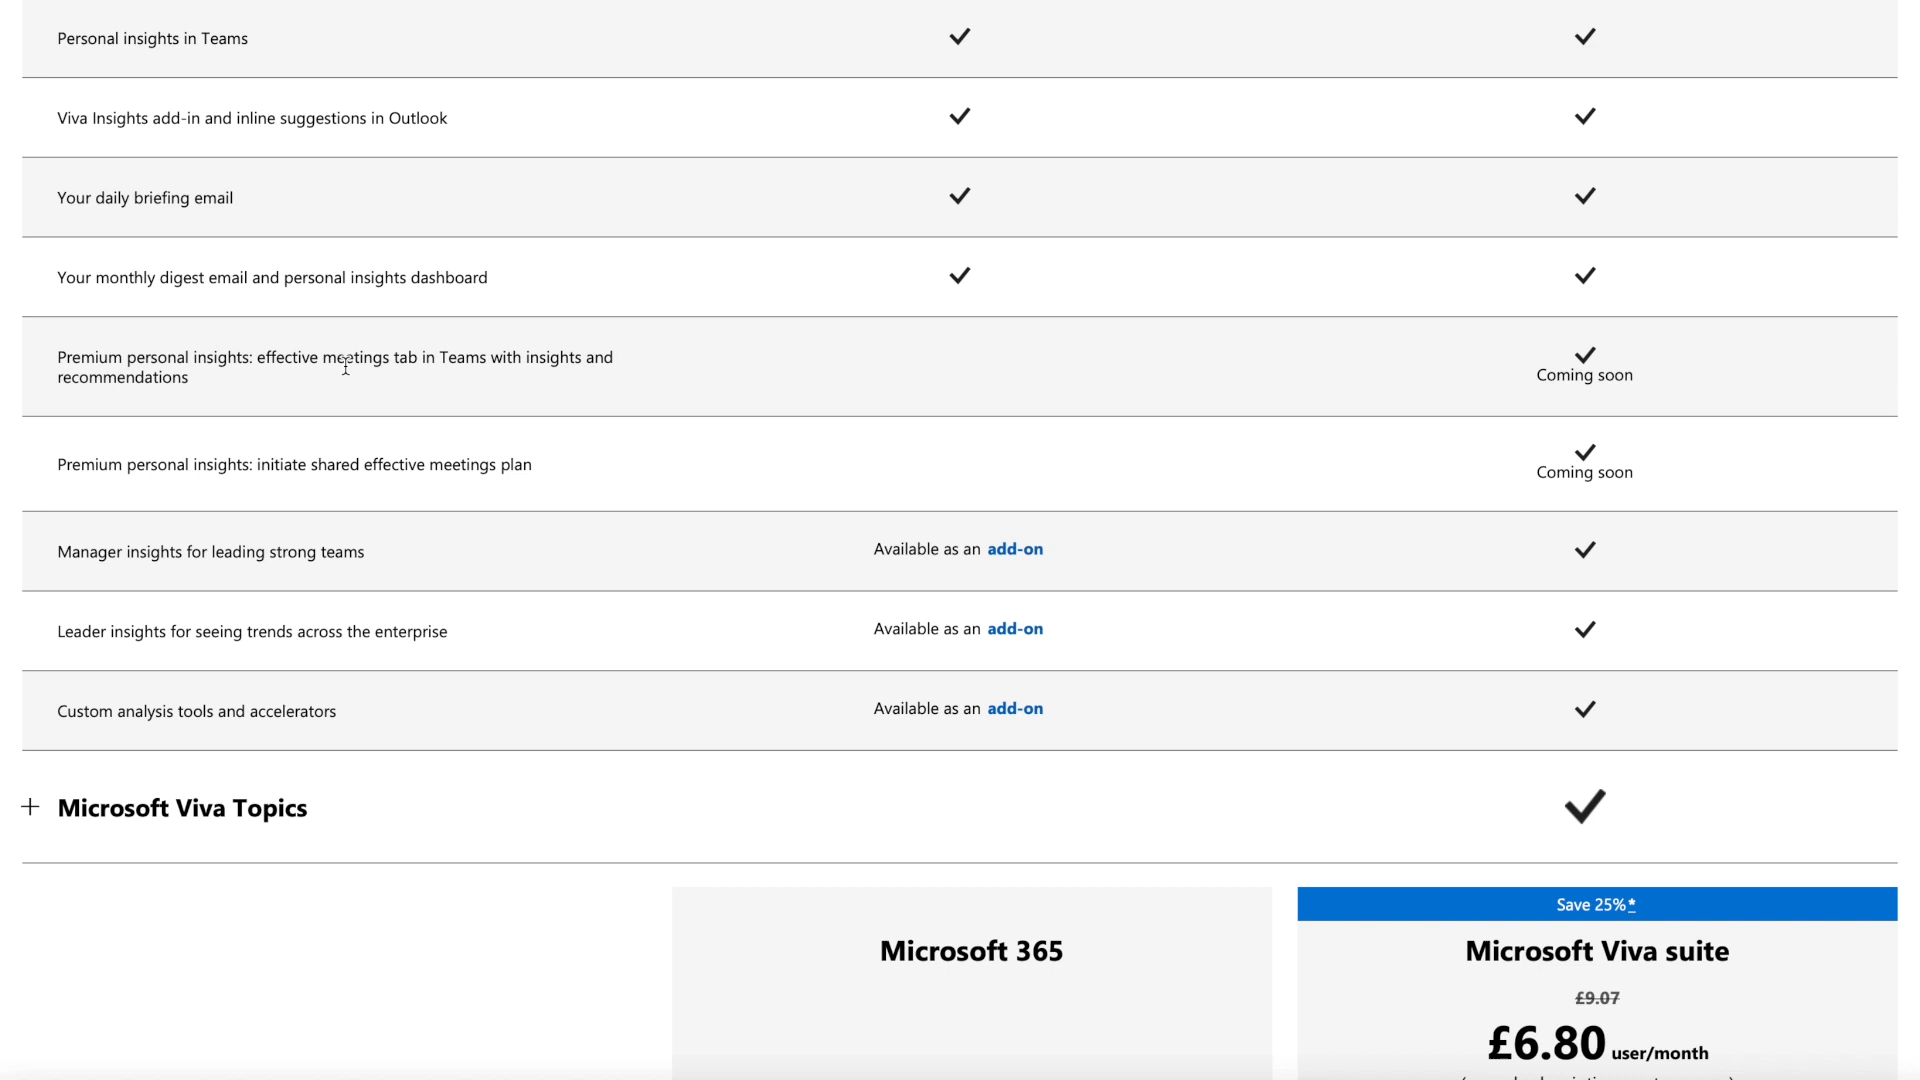 Personal insights in Teams
Viva Insights add-in and inline suggestions in Outlook
Your daily briefing email
Your monthly digest email and personal insights dashboard
Premium personal insights: effective meetings tab in Teams with insights and
recommendations
Coming soon
Premium personal insights: initiate shared effective meetings plan
Coming soon
Manager insights for leading strong teams
Available as an add-on
Leader insights for seeing trends across the enterprise
Available as an add-on
Custom analysis tools and accelerators
Available as an add-on
Microsoft Viva Topics
Save 25%*
Microsoft 365
Microsoft Viva suite
£9.07
£6.80 user/month